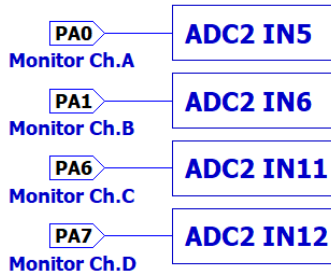 PA0 ADC2 IN5
Monitor Ch.A
PA1 ADC2 IN6
Monitor Ch.B
PA6 ADC2 IN11
Monitor Ch.C
PA7 ADC2 IN12
Monitor Ch.D